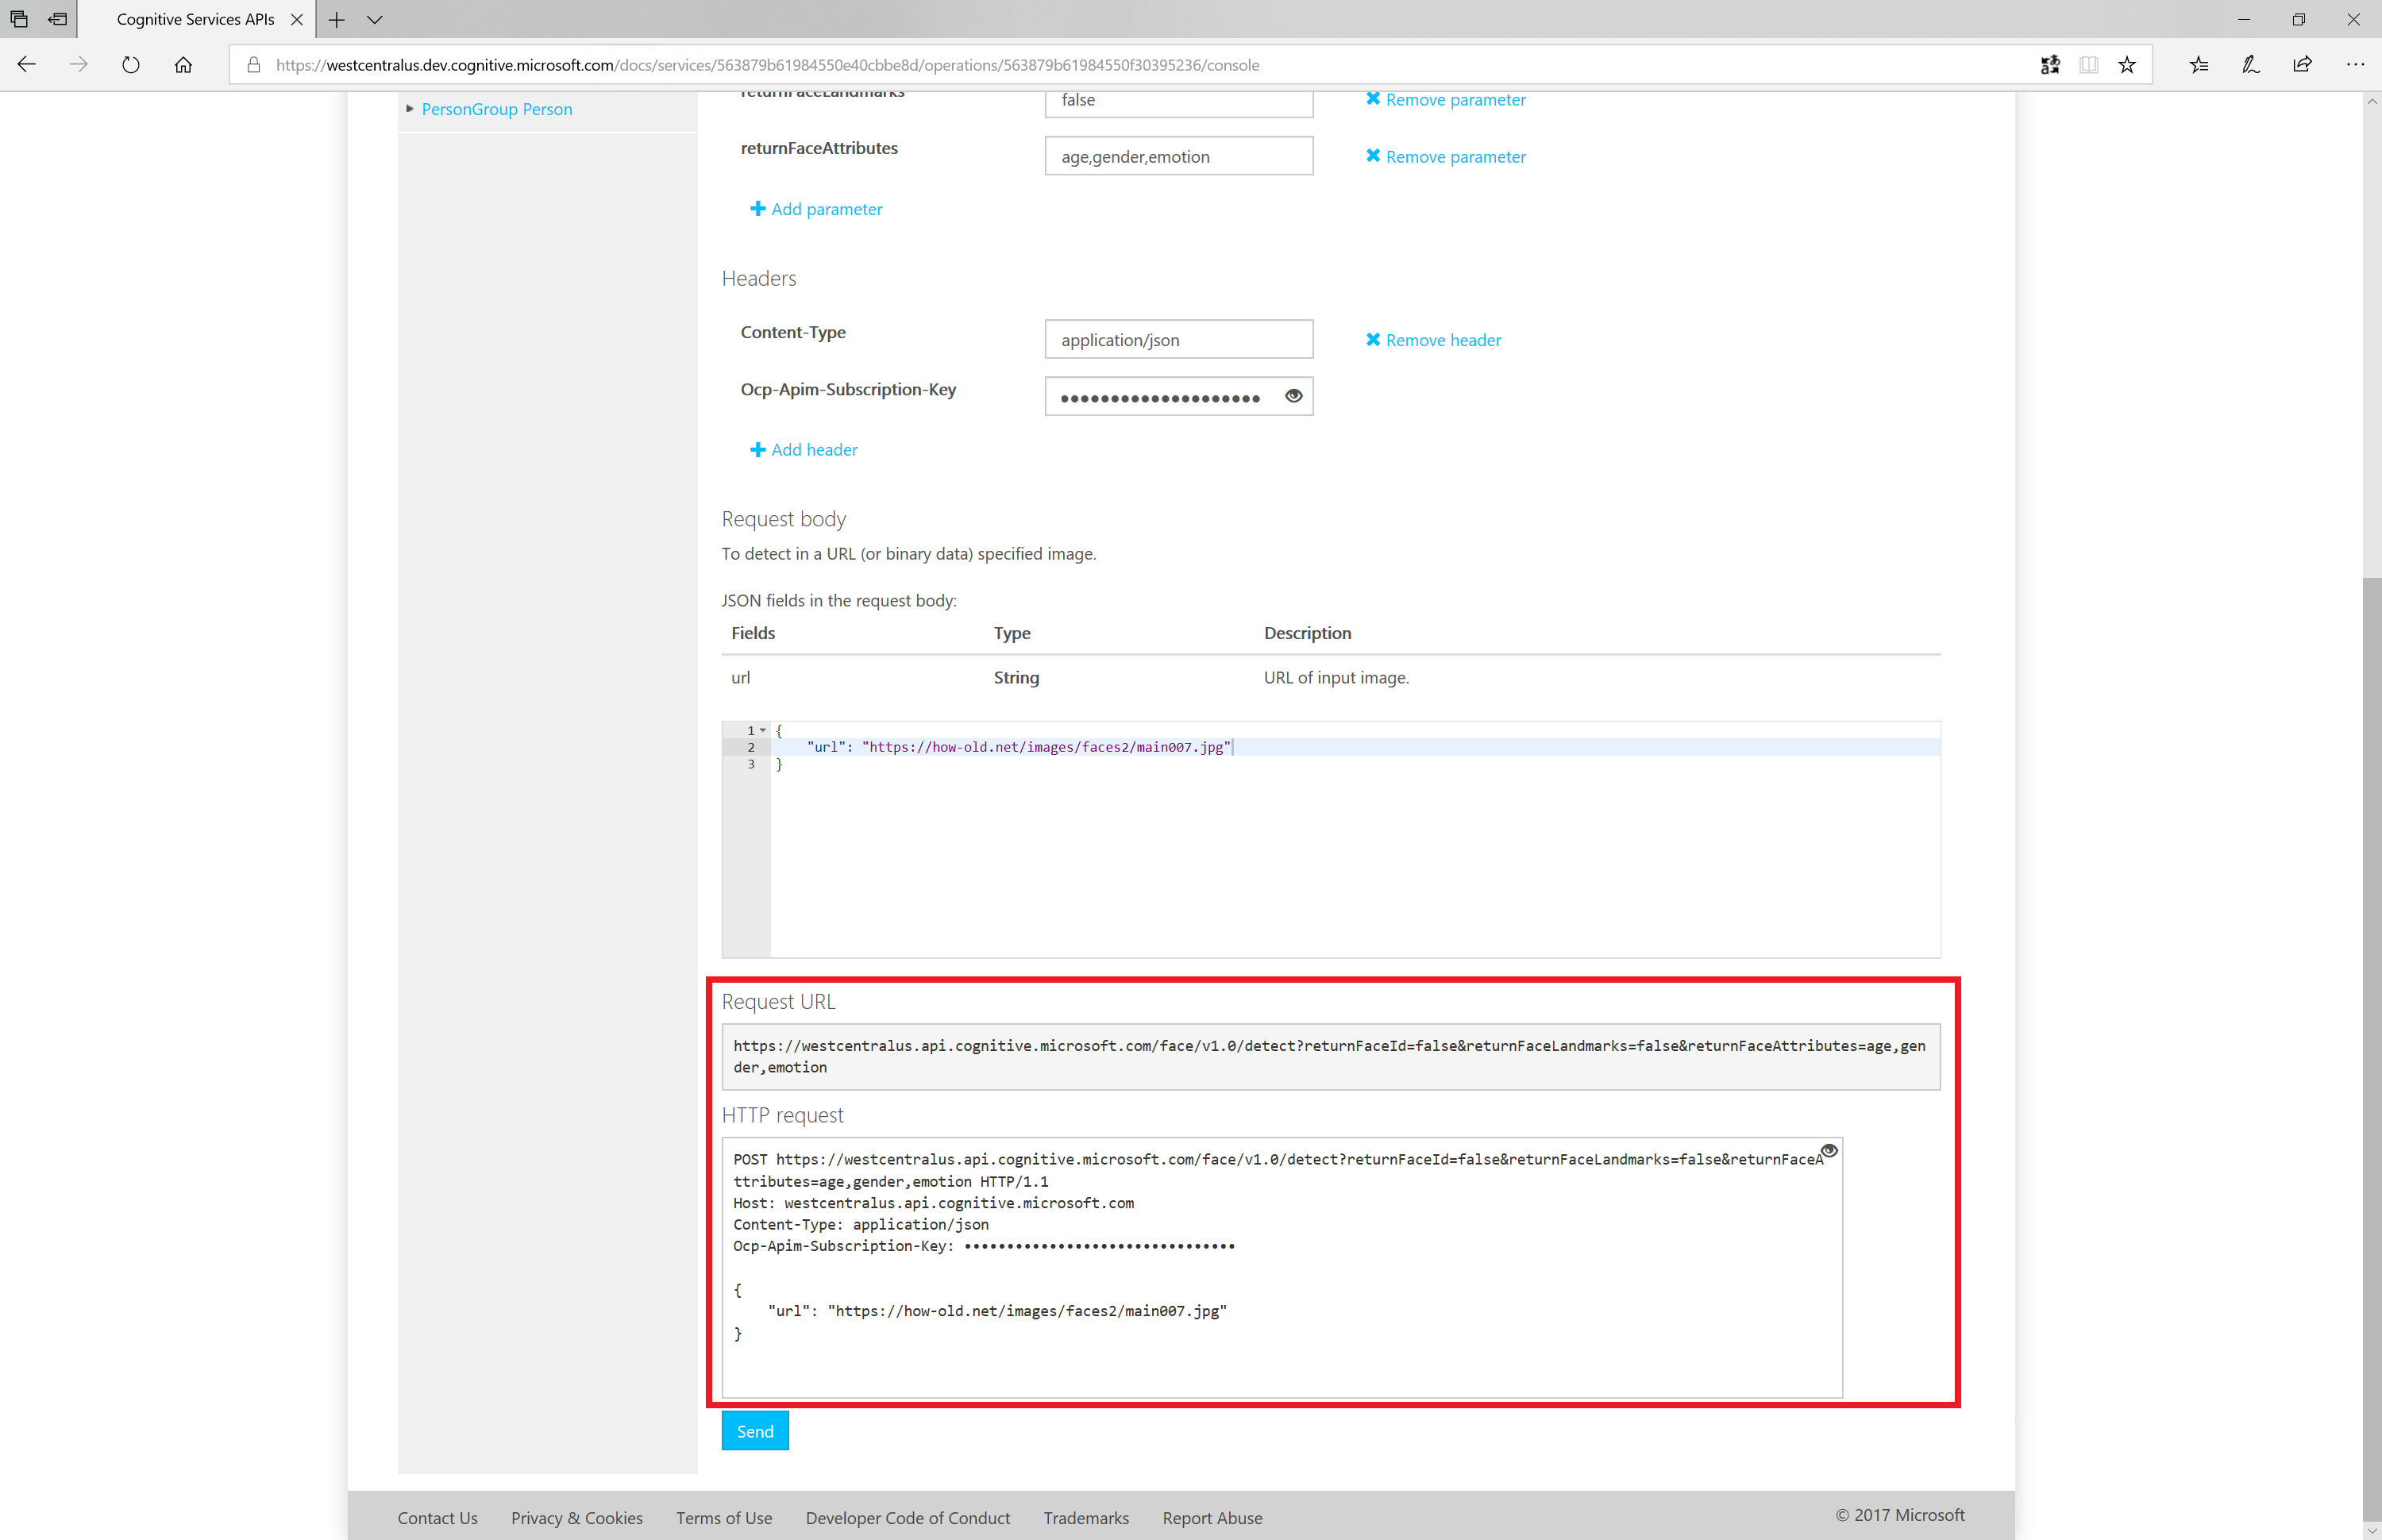 Cognitive Services APIs
https://westcentralus.dev.cognitive.microsoft.com/docs/services/563879b61984550e40cbbe8d/operations/563879b61984550f30395236/console
PersonGroup Person
returnFaceLandmarks
false
Remove parameter
returnFaceAttributes
age,gender,emotion
Remove parameter
Add parameter
Headers
Content-Type
application/json
Remove header
Ocp-Apim-Subscription-Key
••••••••••••••••••••
Add header
Request body
To detect in a URL (or binary data) specified image.
JSON fields in the request body:
Fields Type Description
url String URL of input image.
1 {
2 "url": "https://how-old.net/images/faces2/main007.jpg"
3 }
Request URL
https://westcentralus.api.cognitive.microsoft.com/face/v1.0/detect?returnFaceId=false&returnFaceLandmarks=false&returnFaceAttributes=age,gen
der,emotion
HTTP request
POST https://westcentralus.api.cognitive.microsoft.com/face/v1.0/detect?returnFaceId=false&returnFaceLandmarks=false&returnFaceA
ttributes=age,gender,emotion HTTP/1.1
Host: westcentralus.api.cognitive.microsoft.com
Content-Type: application/json
Ocp-Apim-Subscription-Key: ••••••••••••••••••••••••••••••••
{
"url": "https://how-old.net/images/faces2/main007.jpg"
}
Send
Contact Us Privacy & Cookies Terms of Use Developer Code of Conduct Trademarks Report Abuse © 2017 Microsoft